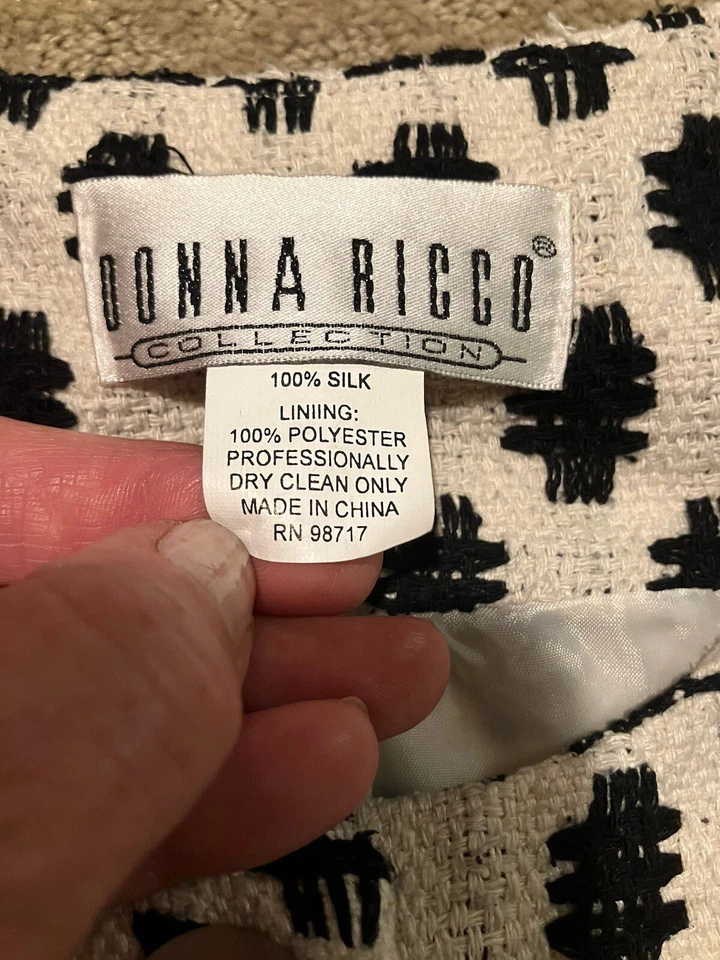 DONNA RICCO®
COLLECTION
100% SILK
LINIING:
100% POLYESTER
PROFESSIONALLY
DRY CLEAN ONLY
MADE IN CHINA
RN 98717